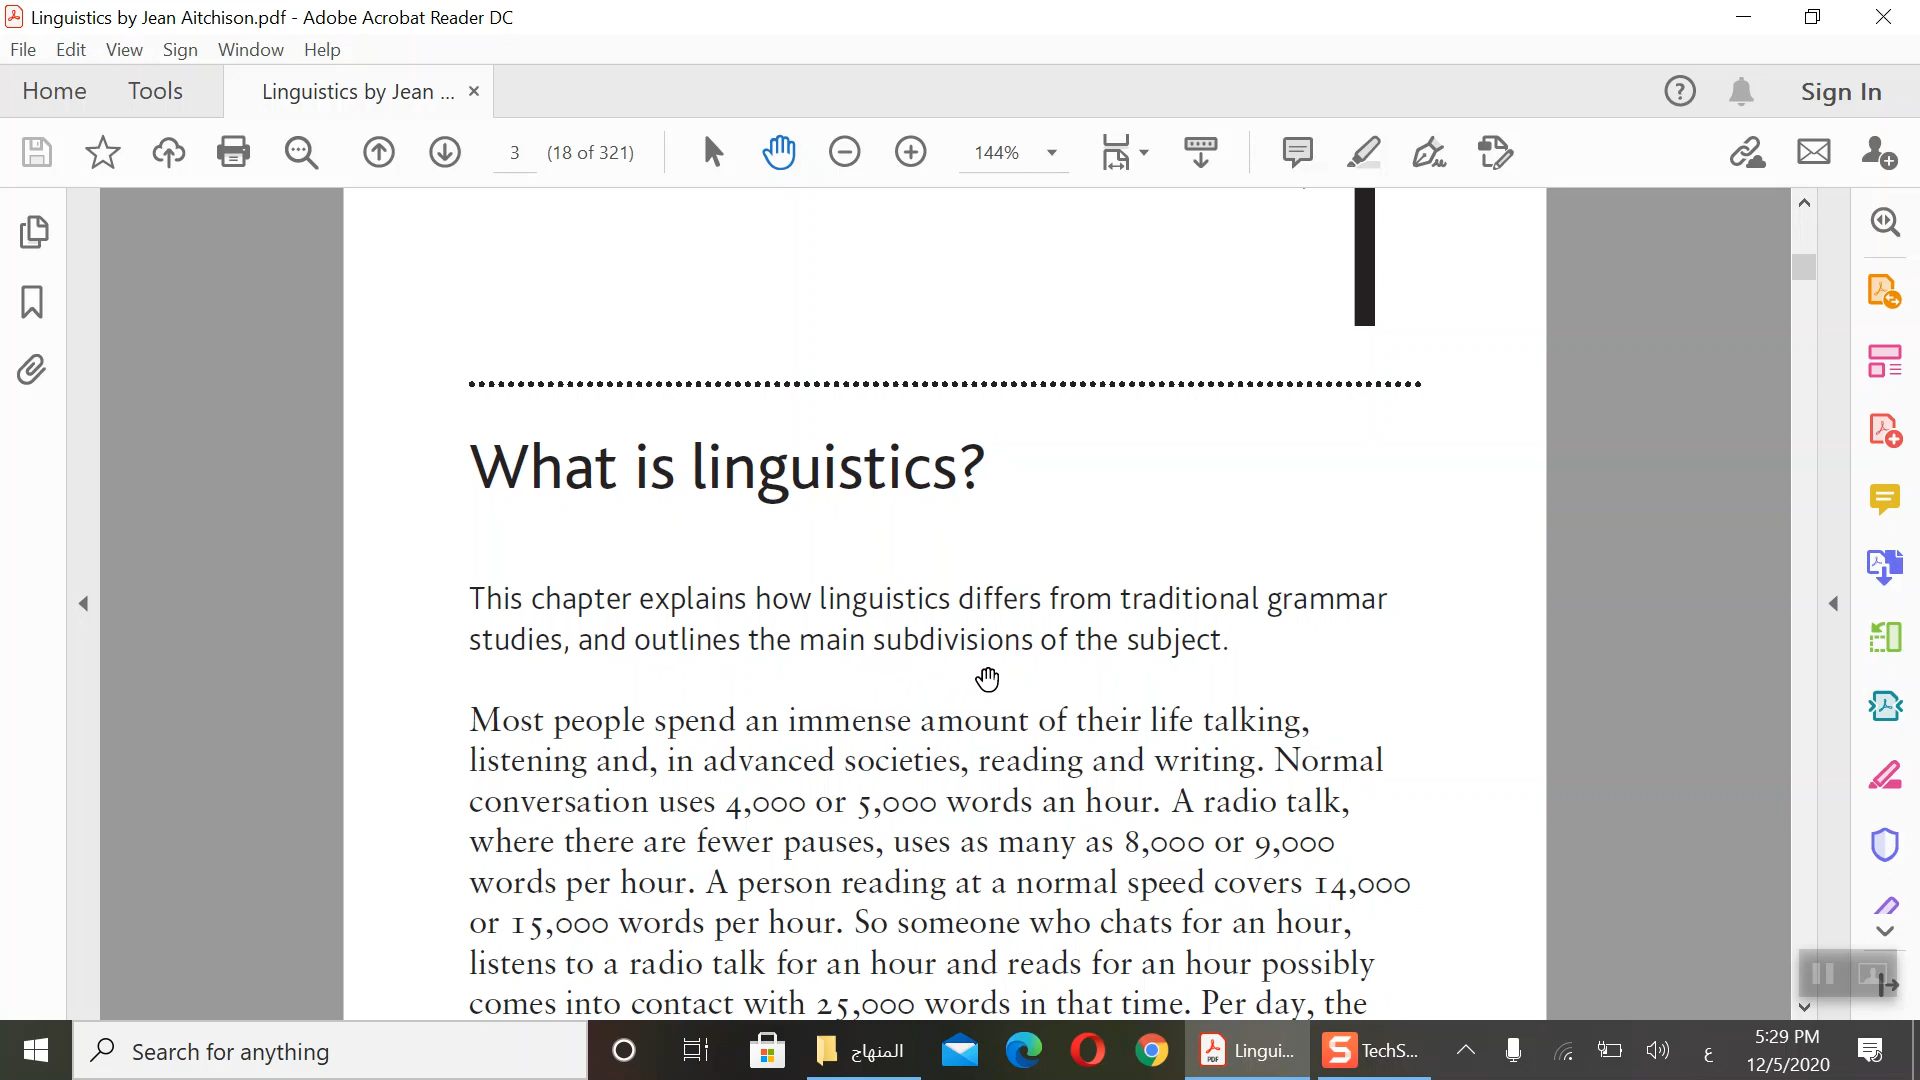 Linguistics by Jean Aitchison.pdf - Adobe Acrobat Reader DC
File Edit View Sign Window Help
Home Tools Linguistics by Jean ... × Sign In
3 (18 of 321) 144%
What is linguistics?
This chapter explains how linguistics differs from traditional grammar
studies, and outlines the main subdivisions of the subject.
Most people spend an immense amount of their life talking,
listening and, in advanced societies, reading and writing. Normal
conversation uses 4,000 or 5,000 words an hour. A radio talk,
where there are fewer pauses, uses as many as 8,000 or 9,000
words per hour. A person reading at a normal speed covers 14,000
or 15,000 words per hour. So someone who chats for an hour,
listens to a radio talk for an hour and reads for an hour possibly
comes into contact with 25,000 words in that time. Per day, the
Search for anything المنهاج Lingui... TechS... ع 5:29 PM
12/5/2020